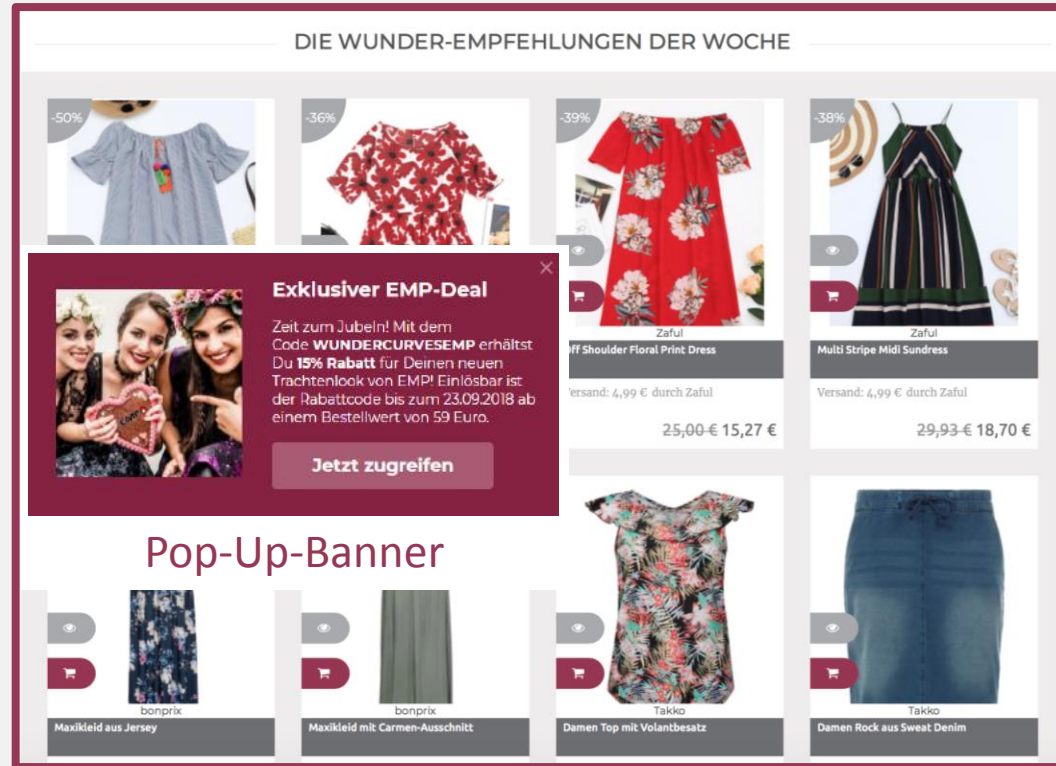 DIE WUNDER-EMPFEHLUNGEN DER WOCHE
-50%
-36%
-39%
-38%
Zaful
Off Shoulder Floral Print Dress
Versand: 4,99 € durch Zaful
25,00 € 15,27 €
Zaful
Multi Stripe Midi Sundress
Versand: 4,99 € durch Zaful
29,93 € 18,70 €
Exklusiver EMP-Deal
Zeit zum Jubeln! Mit dem
Code WUNDERCURVESEMP erhältst
Du 15% Rabatt für Deinen neuen
Trachtenlook von EMP! Einlösbar ist
der Rabattcode bis zum 23.09.2018 ab
einem Bestellwert von 59 Euro.
Jetzt zugreifen
Pop-Up-Banner
bonprix
Maxikleid aus Jersey
bonprix
Maxikleid mit Carmen-Ausschnitt
Takko
Damen Top mit Volantbesatz
Takko
Damen Rock aus Sweat Denim